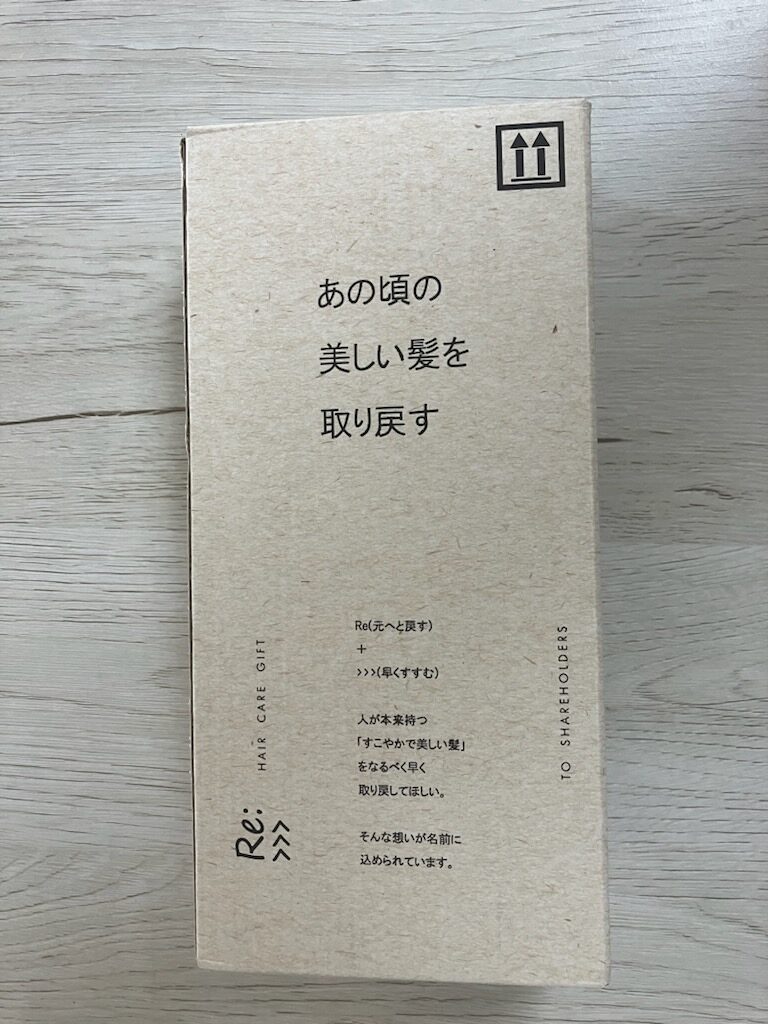 あの頃の
美しい髪を
取り戻す
Re(元へと戻す)
+
>>>(早くすすむ)
人が本来持つ
「すこやかで美しい髪」
をなるべく早く
取り戻してほしい。
そんな想いが名前に
込められています。
Re:
>>>
HAIR CARE GIFT
TO SHAREHOLDERS